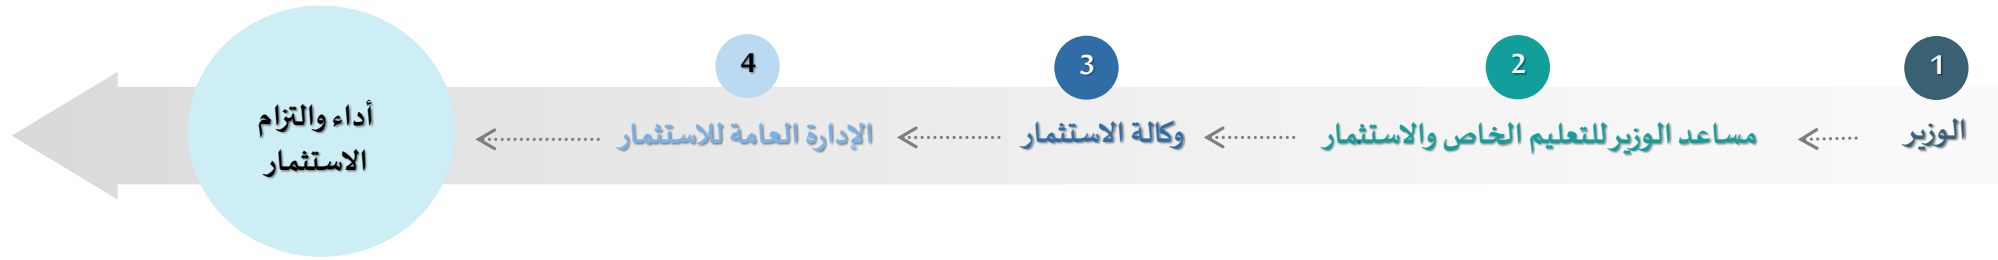 1
الوزير
2
مساعد الوزير للتعليم الخاص والاستثمار
3
وكالة الاستثمار
4
الإدارة العامة للاستثمار
أداء والتزام
الاستثمار